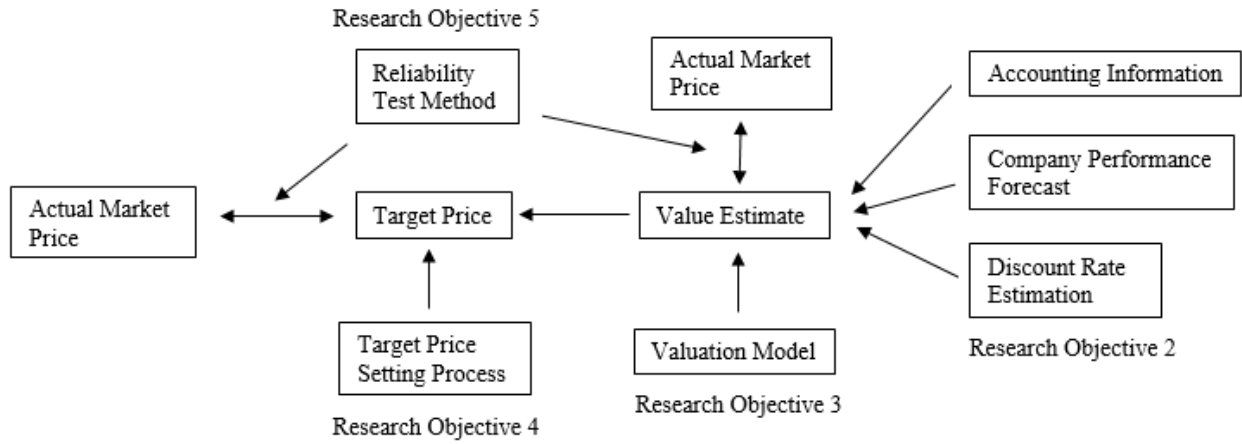 Research Objective 5
Reliability
Test Method
Actual Market
Price
Accounting Information
Company Performance
Forecast
Actual Market
Price
Target Price
Value Estimate
Discount Rate
Estimation
Target Price
Setting Process
Valuation Model
Research Objective 2
Research Objective 3
Research Objective 4